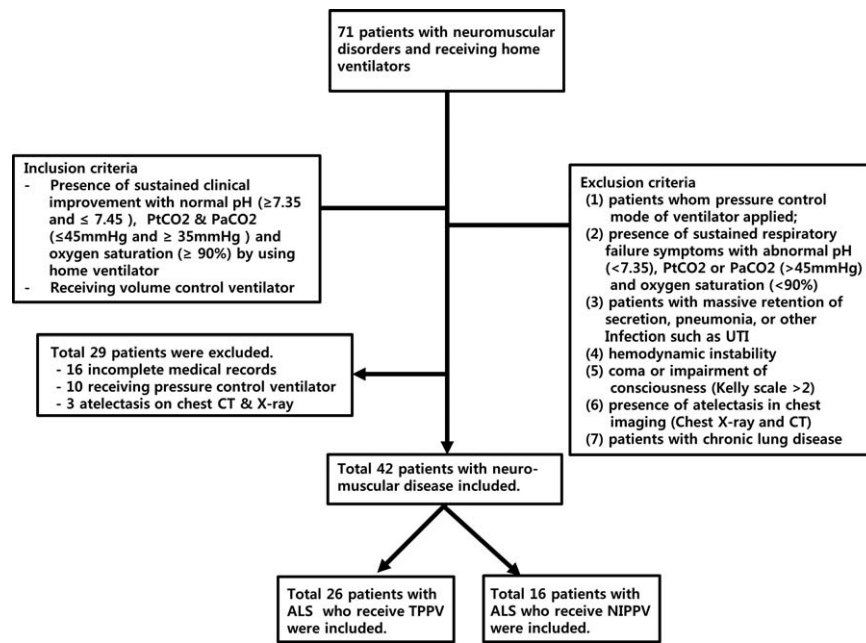 71 patients with neuromuscular
disorders and receiving home
ventilators
Inclusion criteria
- Presence of sustained clinical
improvement with normal pH (≥7.35
and ≤ 7.45 ), PtCO2 & PaCO2
(≤45mmHg and ≥ 35mmHg ) and
oxygen saturation (≥ 90%) by using
home ventilator
- Receiving volume control ventilator
Exclusion criteria
(1) patients whom pressure control
mode of ventilator applied;
(2) presence of sustained respiratory
failure symptoms with abnormal pH
(<7.35), PtCO2 or PaCO2 (>45mmHg)
and oxygen saturation (<90%)
(3) patients with massive retention of
secretion, pneumonia, or other
Infection such as UTI
(4) hemodynamic instability
(5) coma or impairment of
consciousness (Kelly scale >2)
(6) presence of atelectasis in chest
imaging (Chest X-ray and CT)
(7) patients with chronic lung disease
Total 29 patients were excluded.
- 16 incomplete medical records
- 10 receiving pressure control ventilator
- 3 atelectasis on chest CT & X-ray
Total 42 patients with neuro-
muscular disease included.
Total 26 patients with
ALS who receive TPPV
were included.
Total 16 patients with
ALS who receive NIPPV
were included.